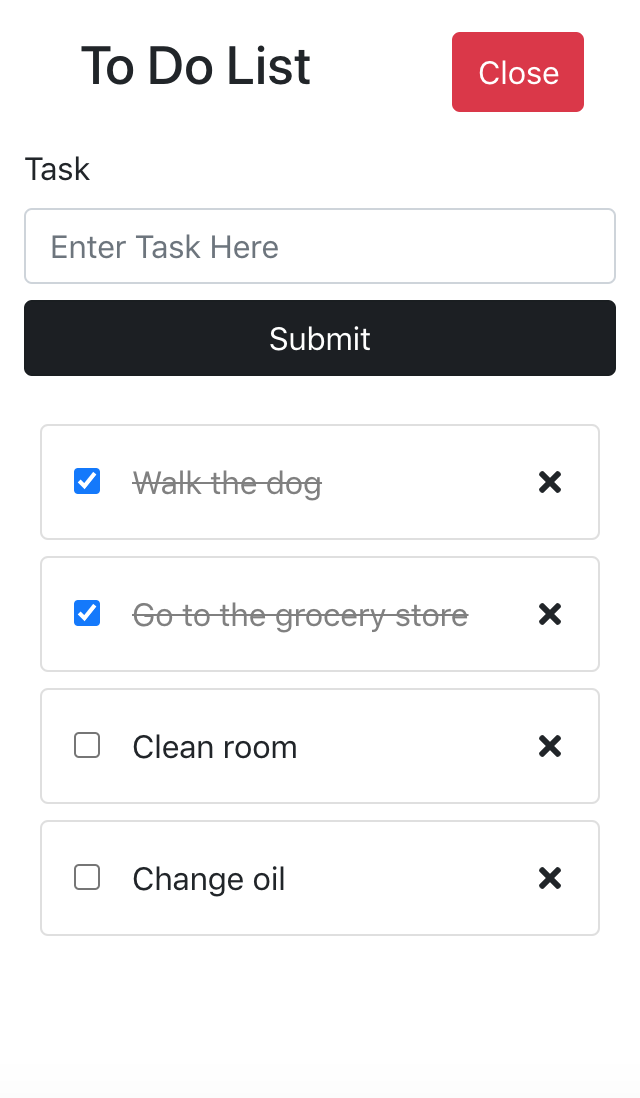 To Do List
Close
Task
Enter Task Here
Submit
Walk the dog
Go to the grocery store
Clean room
Change oil